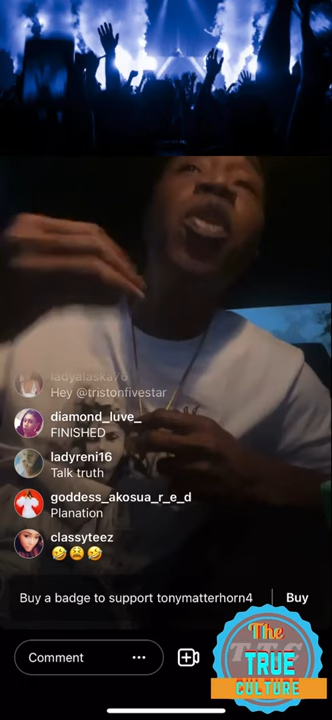 ladyalaska76
Hey @tristonfivestar
diamond_luve_
FINISHED
ladyreni16
Talk truth
goddess_akosua_r_e_d
Planation
classyteez
🤣😫🤣
Buy a badge to support tonymatterhorn4
Buy
Comment
The
T.T.C
TRUE
CULTURE